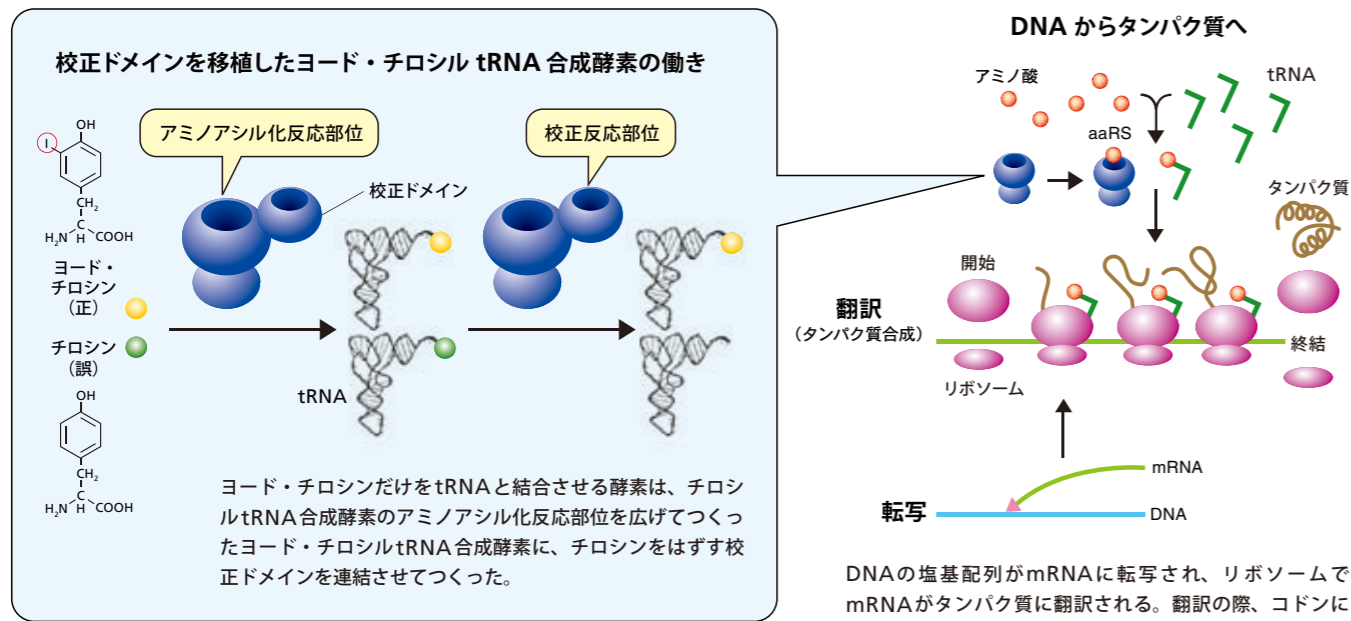 校正ドメインを移植したヨード・チロシル tRNA 合成酵素の働き
アミノアシル化反応部位
校正反応部位
校正ドメイン
OH
I
CH2
H2N
C
H
COOH
ヨード・
チロシン
（正）
チロシン
（誤）
OH
CH2
H2N
C
H
COOH
tRNA
ヨード・チロシンだけをtRNAと結合させる酵素は、チロシ
ルtRNA合成酵素のアミノアシル化反応部位を広げてつくっ
たヨード・チロシルtRNA合成酵素に、チロシンをはずす校
正ドメインを連結させてつくった。
DNA からタンパク質へ
アミノ酸
tRNA
aaRS
タンパク質
開始
翻訳
（タンパク質合成）
終結
リボソーム
mRNA
転写
DNA
DNAの塩基配列がmRNAに転写され、リボソームで
mRNAがタンパク質に翻訳される。翻訳の際、コドンに